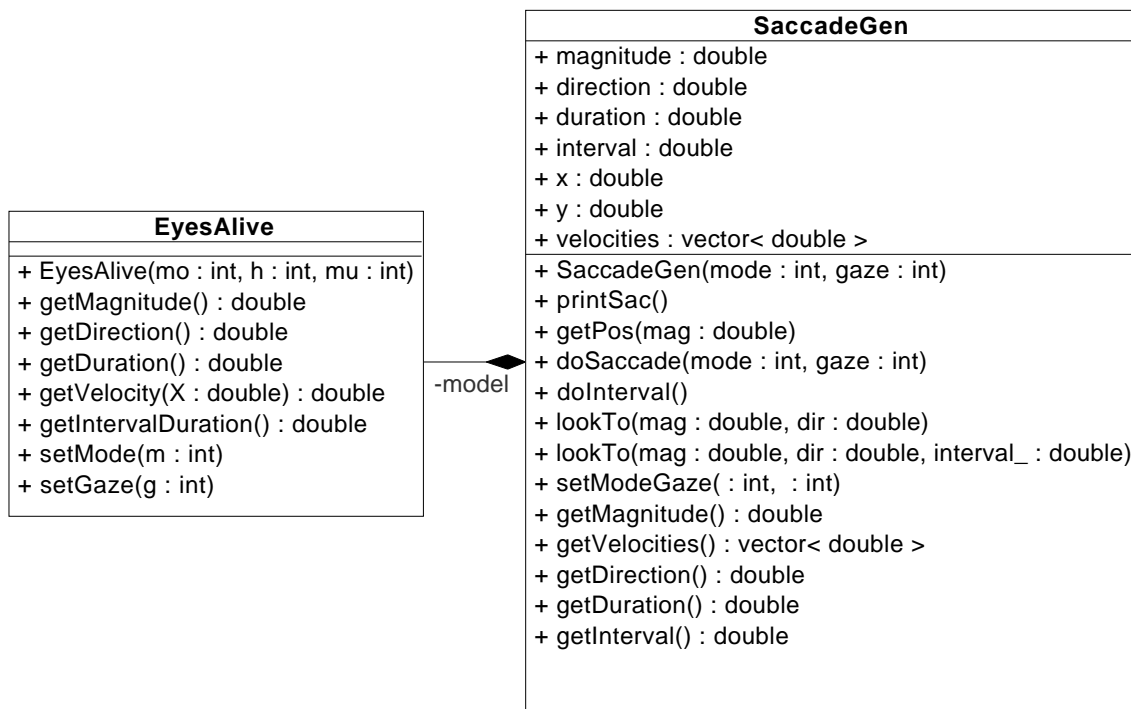 EyesAlive
+ EyesAlive(mo : int, h : int, mu : int)
+ getMagnitude() : double
+ getDirection() : double
+ getDuration() : double
+ getVelocity(X : double) : double
+ getIntervalDuration() : double
+ setMode(m : int)
+ setGaze(g : int)
-model
SaccadeGen
+ magnitude : double
+ direction : double
+ duration : double
+ interval : double
+ x : double
+ y : double
+ velocities : vector< double >
+ SaccadeGen(mode : int, gaze : int)
+ printSac()
+ getPos(mag : double)
+ doSaccade(mode : int, gaze : int)
+ doInterval()
+ lookTo(mag : double, dir : double)
+ lookTo(mag : double, dir : double, interval_ : double)
+ setModeGaze( : int,  : int)
+ getMagnitude() : double
+ getVelocities() : vector< double >
+ getDirection() : double
+ getDuration() : double
+ getInterval() : double